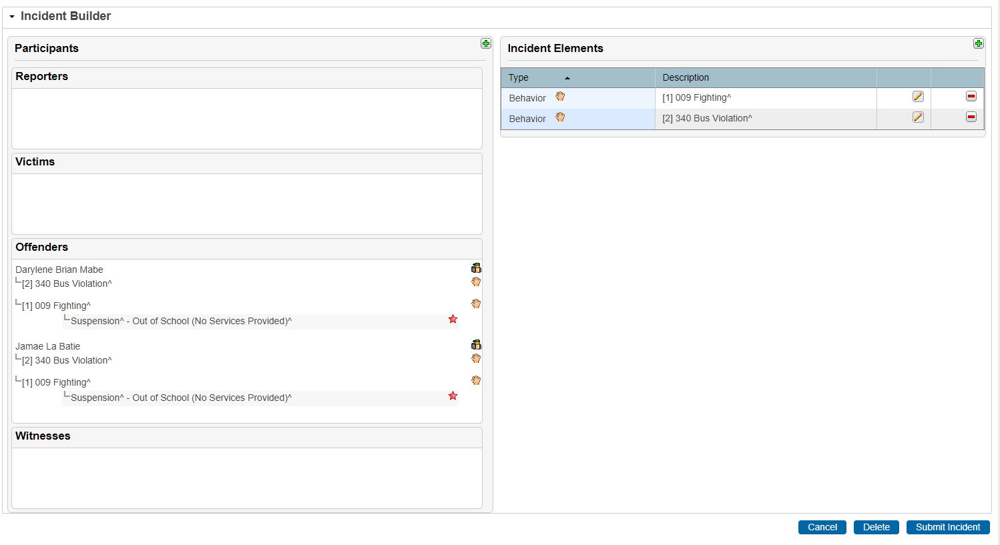 Incident Builder
Participants
Reporters
Victims
Offenders
Darylene Brian Mabe
[2] 340 Bus Violation^
[1] 009 Fighting^
Suspension^ - Out of School (No Services Provided)^
Jamae La Batie
[2] 340 Bus Violation^
[1] 009 Fighting^
Suspension^ - Out of School (No Services Provided)^
Witnesses
Incident Elements
Type Description
Behavior [1] 009 Fighting^
Behavior [2] 340 Bus Violation^
Cancel Delete Submit Incident